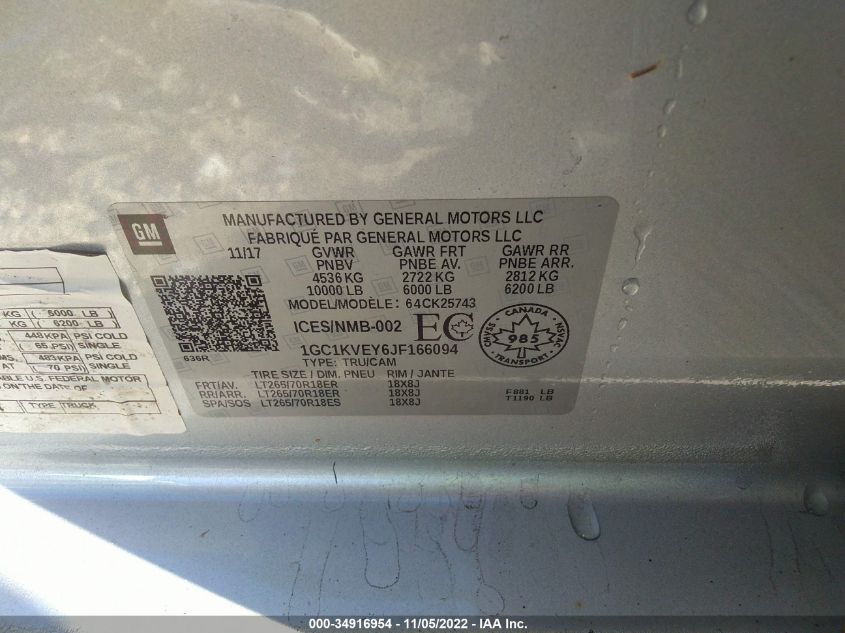 GM
MANUFACTURED BY GENERAL MOTORS LLC
FABRIQUÉ PAR GENERAL MOTORS LLC
11/17 GVWR GAWR FRT GAWR RR
PNBV PNBE AV. PNBE ARR.
4536 KG 2722 KG 2812 KG
10000 LB 6000 LB 6200 LB
MODEL/MODÈLE: 64CK25743
636R
ICES/NMB-002 EC
1GC1KVEY6JF166094
TYPE: TRU/CAM
TIRE SIZE / DIM. PNEU RIM / JANTE
FRT/AV. LT265/70R18ER 18X8J
RR/ARR. LT265/70R18ER 18X8J F881 LB
SPA/SOS LT265/70R18ES 18X8J T1190 LB
CANADA
985
TRANSPORT
NSVAC
KG ( 5000 LB )
KG ( 6200 LB )
448KPA PSI COLD
( 65 PSI) SINGLE
483KPA PSI COLD
AT ( 70 PSI) SINGLE
U.S. FEDERAL MOTOR
ON THE DATE OF
4 TYPE TRUCK
000-34916954 - 11/05/2022 - IAA Inc.